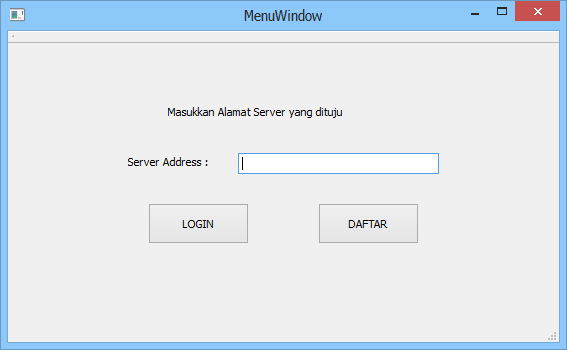 MenuWindow
Masukkan Alamat Server yang dituju
Server Address :
LOGIN
DAFTAR